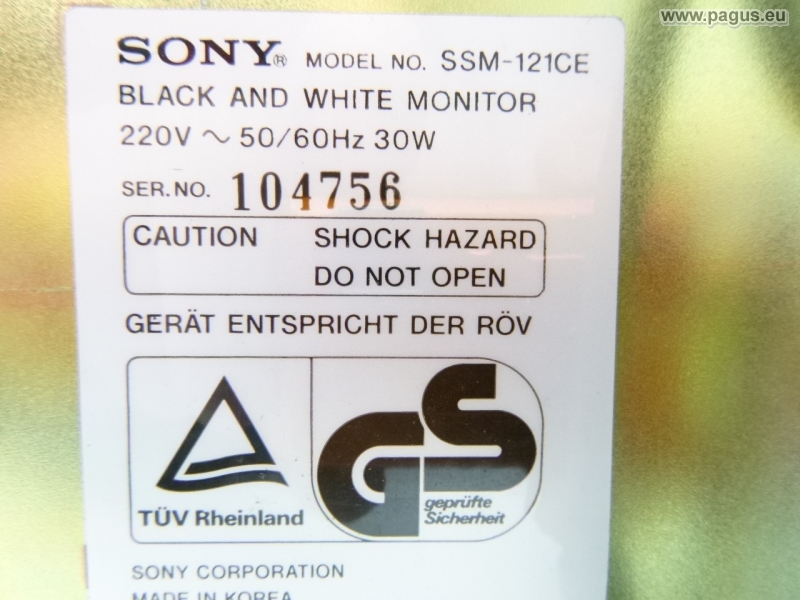 www.pagus.eu
SONY® MODEL NO. SSM-121CE
BLACK AND WHITE MONITOR
220V ~ 50/60Hz 30W
SER.NO. 104756
CAUTION SHOCK HAZARD
DO NOT OPEN
GERÄT ENTSPRICHT DER RÖV
TÜV Rheinland
GS
geprüfte
Sicherheit
SONY CORPORATION
MADE IN KOREA